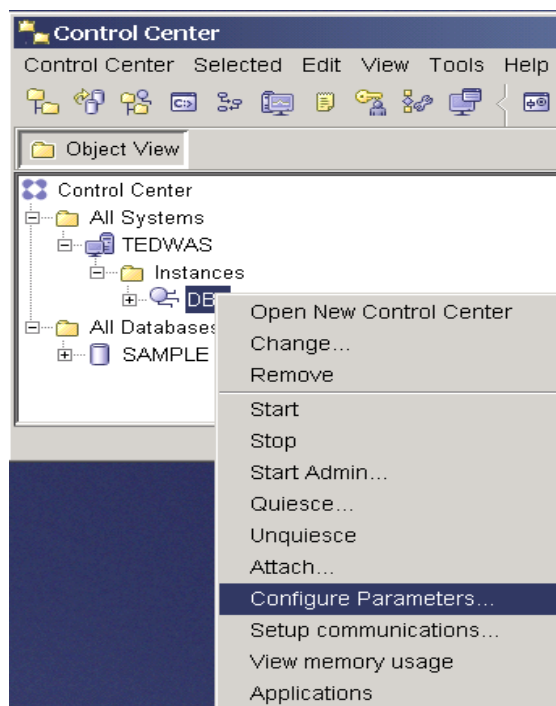 Control Center
Control Center Selected Edit View Tools Help
Object View
Control Center
All Systems
TEDWAS
Instances
All Databases
SAMPLE
Open New Control Center
Change...
Remove
Start
Stop
Start Admin...
Quiesce...
Unquiesce
Attach...
Configure Parameters...
Setup communications...
View memory usage
Applications